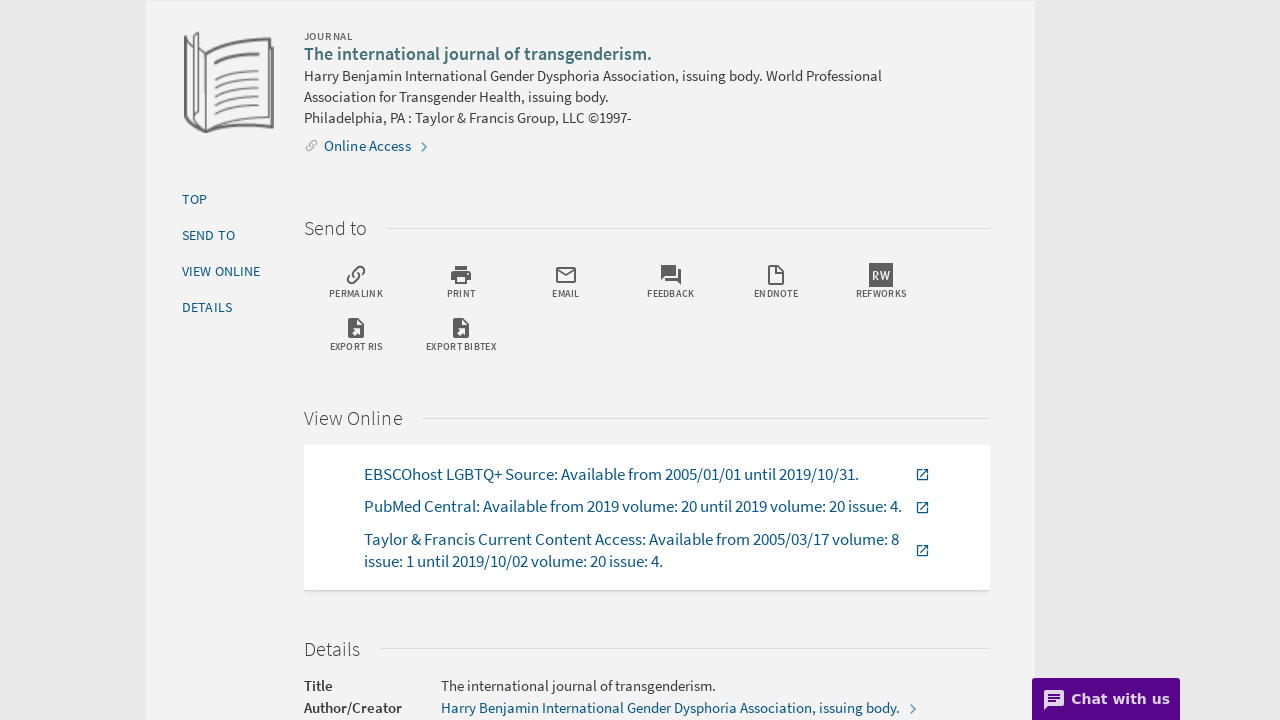 JOURNAL
The international journal of transgenderism.
Harry Benjamin International Gender Dysphoria Association, issuing body. World Professional
Association for Transgender Health, issuing body.
Philadelphia, PA : Taylor & Francis Group, LLC ©1997-
Online Access
TOP
SEND TO
VIEW ONLINE
DETAILS
Send to
PERMALINK
PRINT
EMAIL
FEEDBACK
ENDNOTE
RW
REFWORKS
EXPORT RIS
EXPORT BIBTEX
View Online
EBSCOhost LGBTQ+ Source: Available from 2005/01/01 until 2019/10/31.
PubMed Central: Available from 2019 volume: 20 until 2019 volume: 20 issue: 4.
Taylor & Francis Current Content Access: Available from 2005/03/17 volume: 8
issue: 1 until 2019/10/02 volume: 20 issue: 4.
Details
Title The international journal of transgenderism.
Author/Creator Harry Benjamin International Gender Dysphoria Association, issuing body.
Chat with us